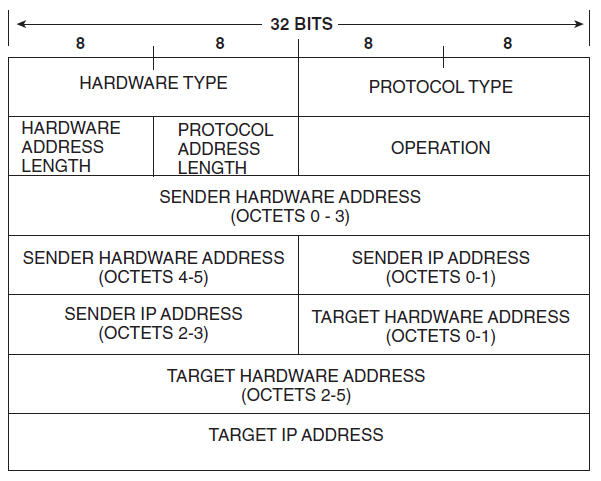 32 BITS
8 8 8 8
HARDWARE TYPE
PROTOCOL TYPE
HARDWARE
ADDRESS
LENGTH
PROTOCOL
ADDRESS
LENGTH
OPERATION
SENDER HARDWARE ADDRESS
(OCTETS 0 - 3)
SENDER HARDWARE ADDRESS
(OCTETS 4-5)
SENDER IP ADDRESS
(OCTETS 0-1)
SENDER IP ADDRESS
(OCTETS 2-3)
TARGET HARDWARE ADDRESS
(OCTETS 0-1)
TARGET HARDWARE ADDRESS
(OCTETS 2-5)
TARGET IP ADDRESS